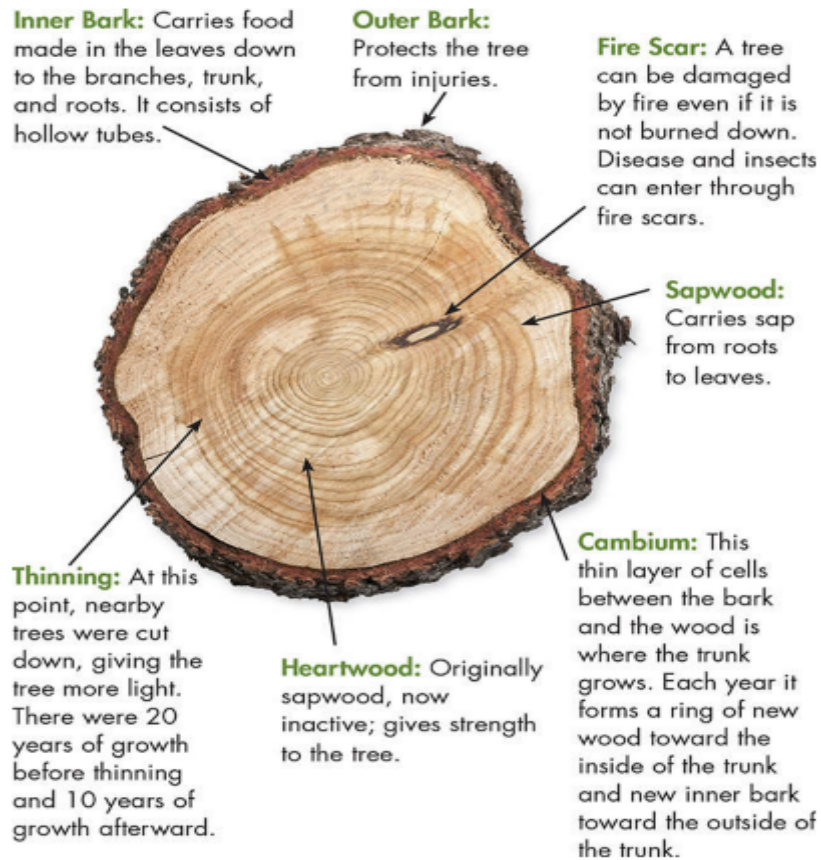 Inner Bark: Carries food
made in the leaves down
to the branches, trunk,
and roots. It consists of
hollow tubes.
Outer Bark:
Protects the tree
from injuries.
Fire Scar: A tree
can be damaged
by fire even if it is
not burned down.
Disease and insects
can enter through
fire scars.
Sapwood:
Carries sap
from roots
to leaves.
Thinning: At this
point, nearby
trees were cut
down, giving the
tree more light.
There were 20
years of growth
before thinning
and 10 years of
growth afterward.
Heartwood: Originally
sapwood, now
inactive; gives strength
to the tree.
Cambium: This
thin layer of cells
between the bark
and the wood is
where the trunk
grows. Each year it
forms a ring of new
wood toward the
inside of the trunk
and new inner bark
toward the outside of
the trunk.